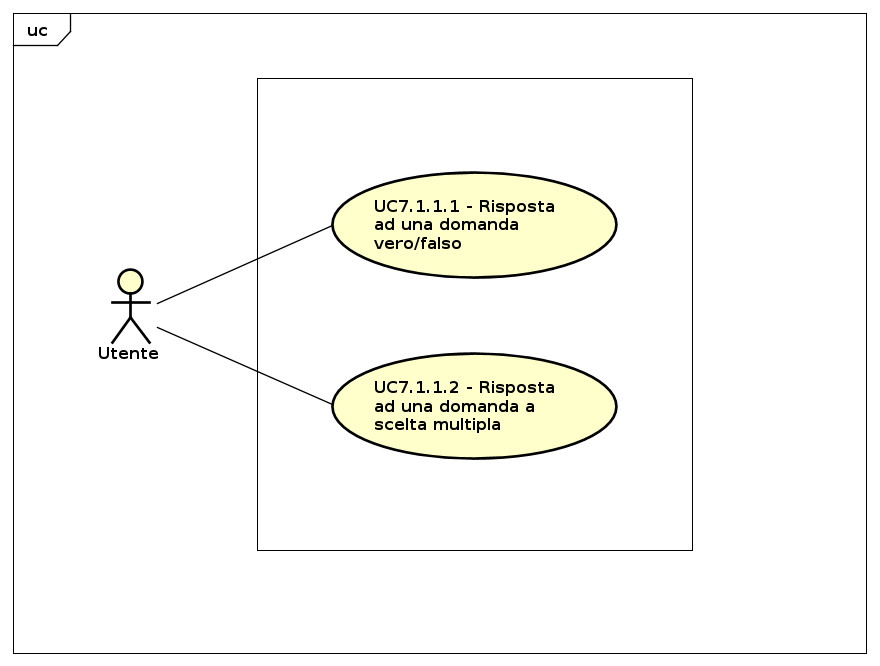 uc
UC7.1.1.1 - Risposta
ad una domanda
vero/falso
Utente
UC7.1.1.2 - Risposta
ad una domanda a
scelta multipla